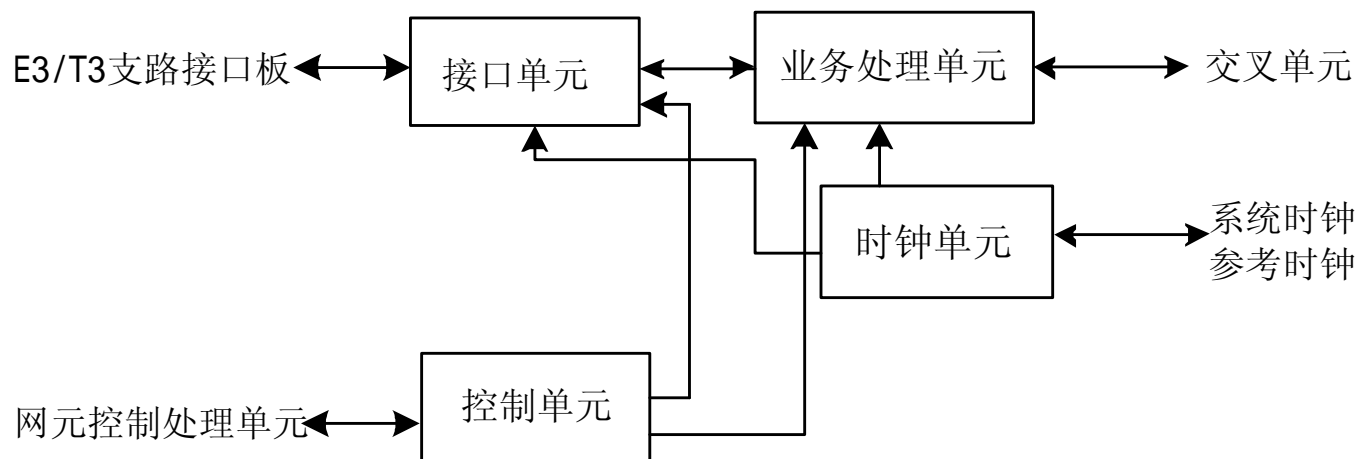 E3/T3支路接口板
接口单元
业务处理单元
交叉单元
时钟单元
系统时钟
参考时钟
网元控制处理单元
控制单元